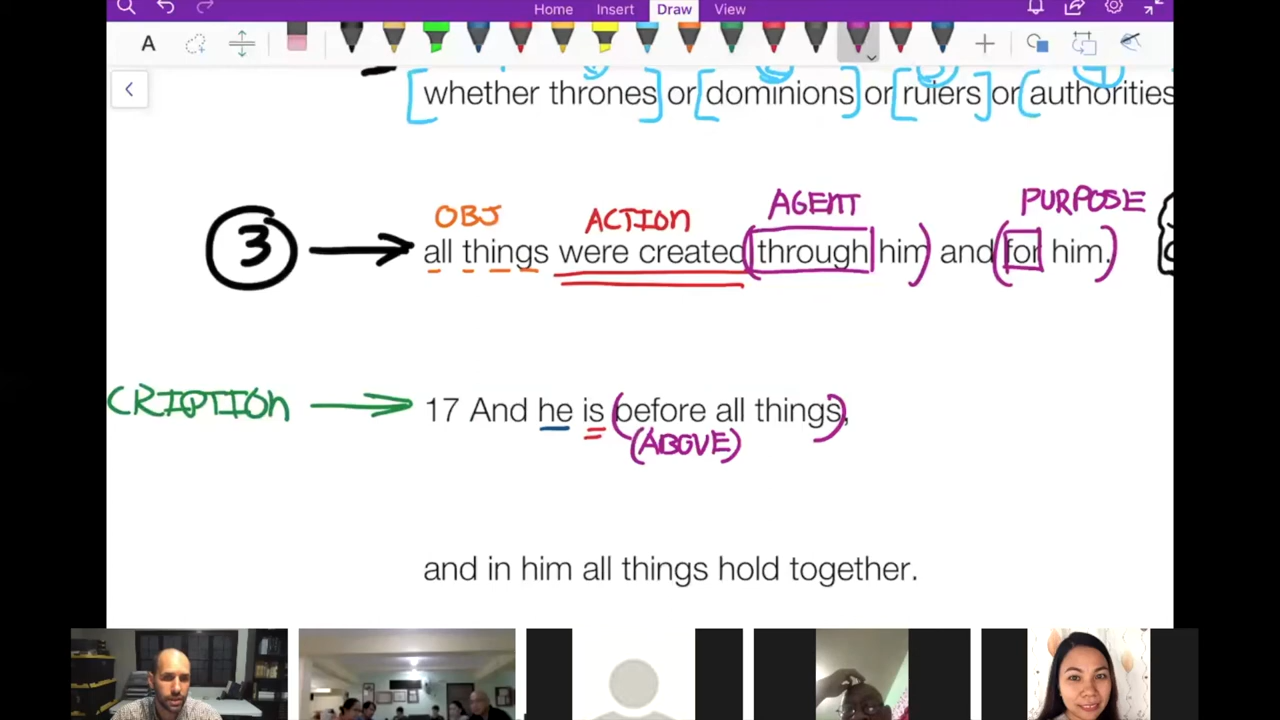 Home Insert Draw View
A
[whether thrones] or [dominions] or [rulers] or (authorities
OBJ ACTION AGENT PURPOSE
3 all things were created (through him) and (for him.)
CRIPTION 17 And he is (before all things),
(ABOVE)
and in him all things hold together.